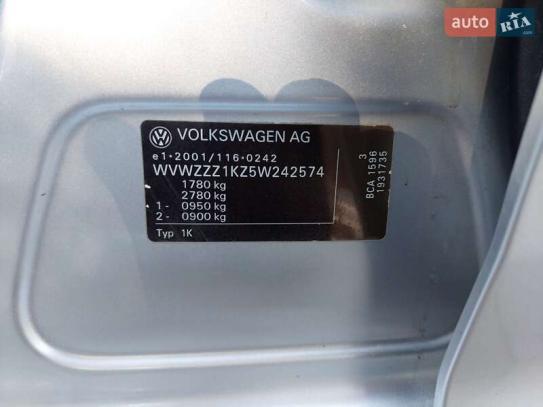 auto RIA
VOLKSWAGEN AG
e1*2001/116*0242
WVWZZZ1KZ5W242574
1780 kg
2780 kg
1- 0950 kg
2- 0900 kg
Typ 1K
3
BCA 1596
1931735